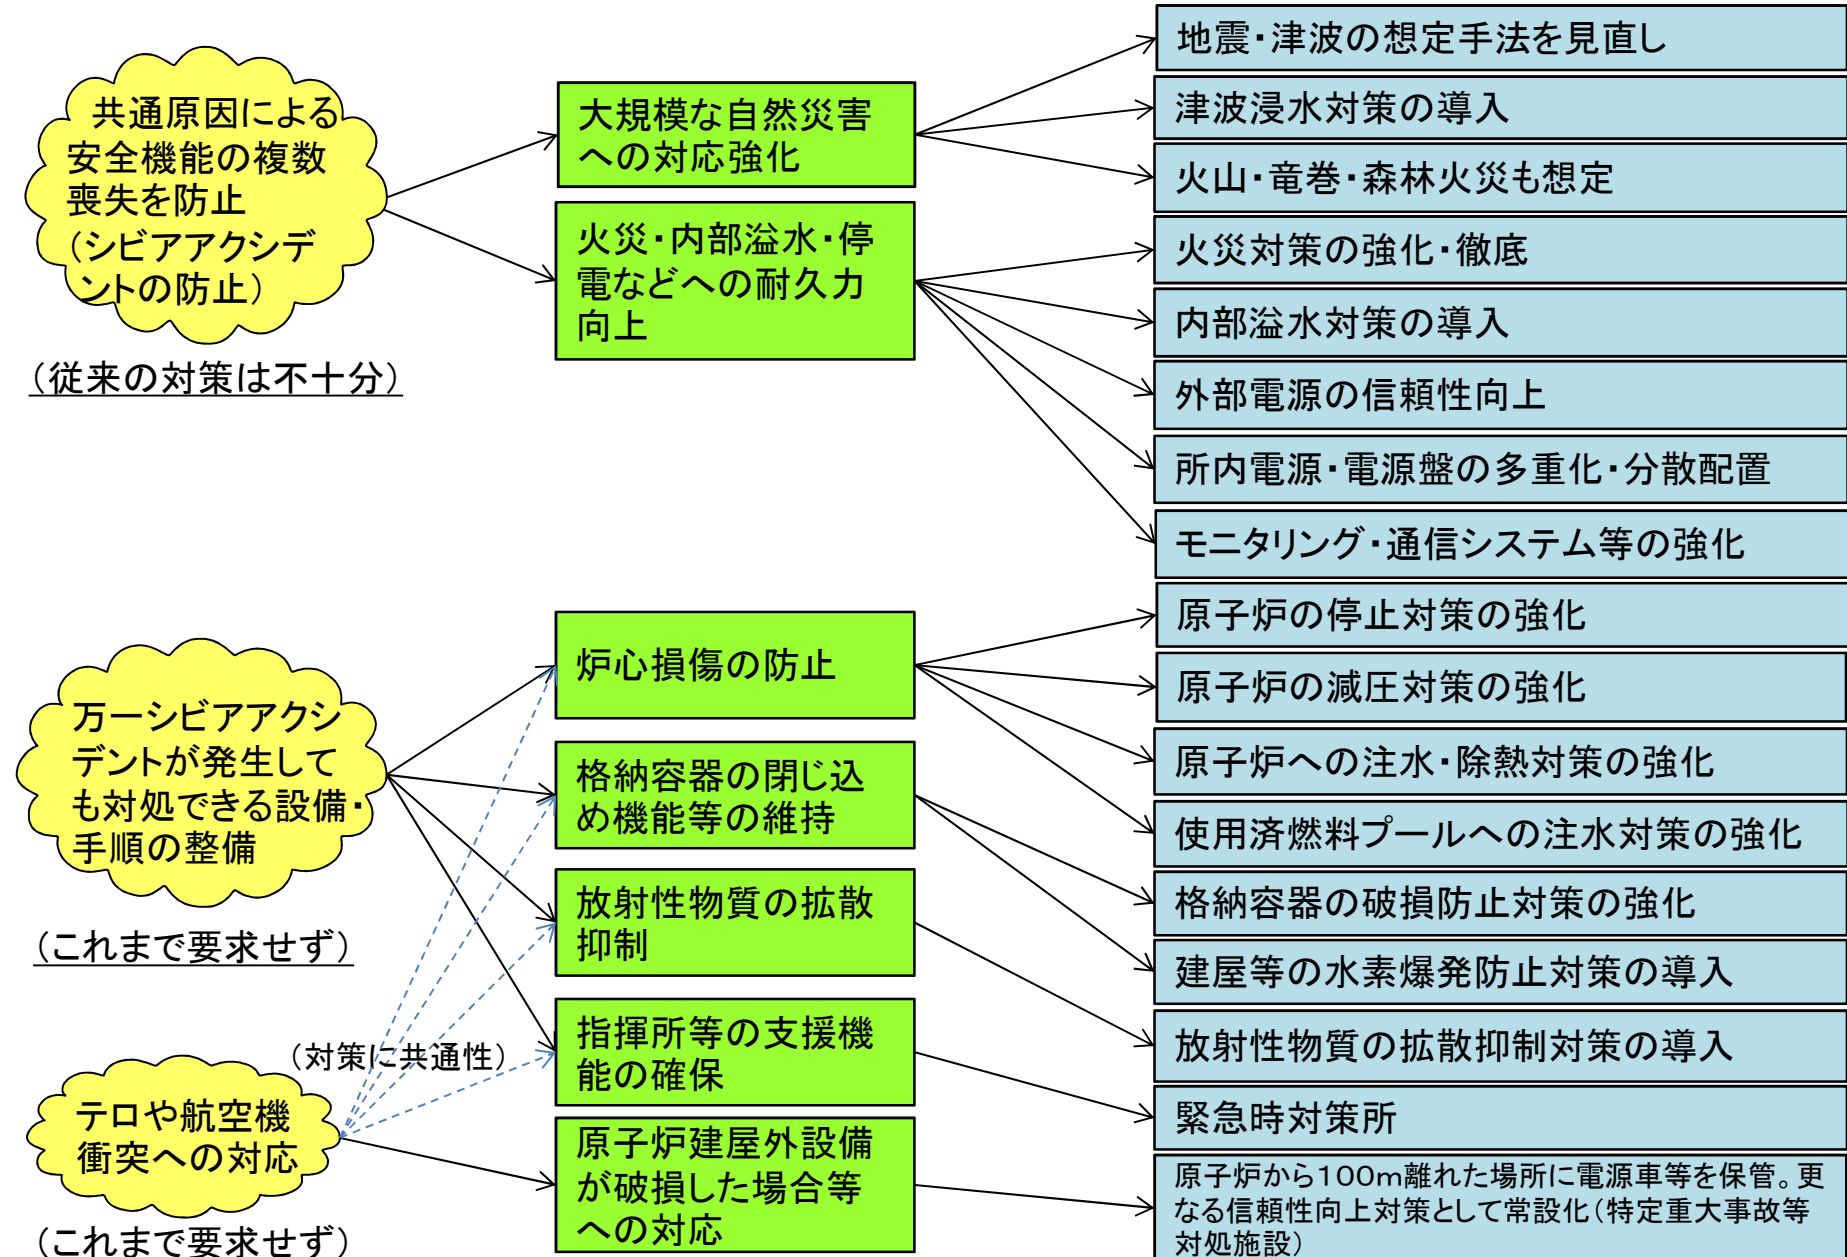 共通原因による
安全機能の複数
喪失を防止
(シビアアクシデ
ントの防止)
(従来の対策は不十分)
大規模な自然災害
への対応強化
火災・内部溢水・停
電などへの耐久力
向上
地震・津波の想定手法を見直し
津波浸水対策の導入
火山・竜巻・森林火災も想定
火災対策の強化・徹底
内部溢水対策の導入
外部電源の信頼性向上
所内電源・電源盤の多重化・分散配置
モニタリング・通信システム等の強化
万一シビアアクシ
デントが発生して
も対処できる設備・
手順の整備
(これまで要求せず)
炉心損傷の防止
格納容器の閉じ込
め機能等の維持
放射性物質の拡散
抑制
指揮所等の支援機
能の確保
原子炉の停止対策の強化
原子炉の減圧対策の強化
原子炉への注水・除熱対策の強化
使用済燃料プールへの注水対策の強化
格納容器の破損防止対策の強化
建屋等の水素爆発防止対策の導入
放射性物質の拡散抑制対策の導入
緊急時対策所
(対策に共通性)
テロや航空機
衝突への対応
(これまで要求せず)
原子炉建屋外設備
が破損した場合等
への対応
原子炉から100m離れた場所に電源車等を保管。更
なる信頼性向上対策として常設化(特定重大事故等
対処施設)